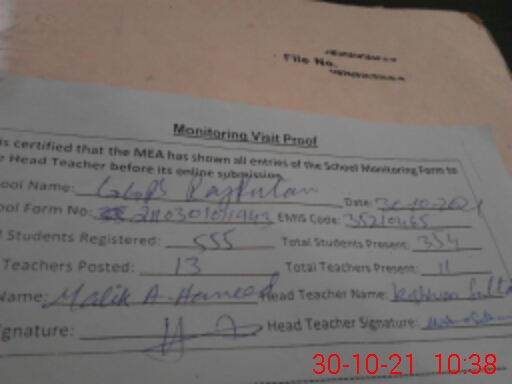 File No.
Monitoring Visit Proof
is certified that the MEA has shown all entries of the School Monitoring Form to
e Head Teacher before its online submission
ool Name: Date: 30-10-2021
ool Form No: EMIS Code: 35210465
Students Registered: 555 Total Students Present: 354
Teachers Posted: 13 Total Teachers Present: 11
Name: Malik A. Hameed Head Teacher Name:
gnature: Head Teacher Signature:
30-10-21 10:38